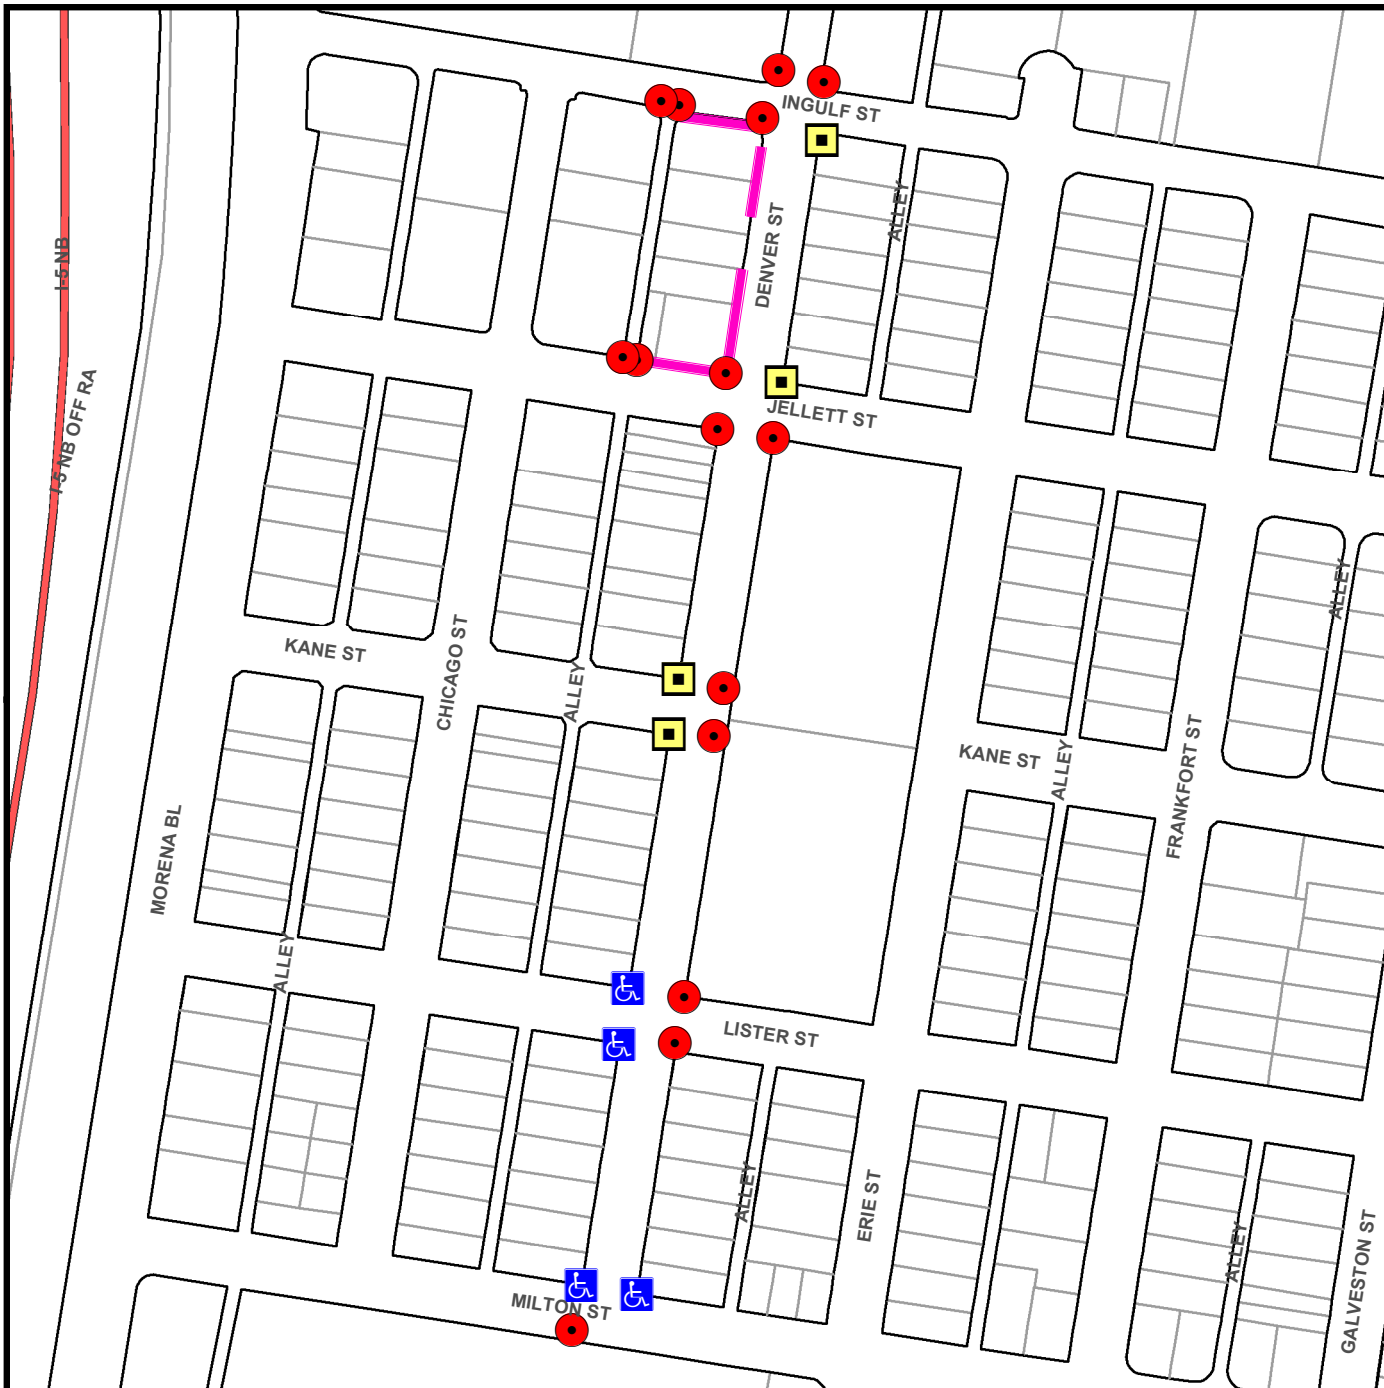 INGULF ST
ALLEY
I-5 NB
DENVER ST
I-5 NB OFF RA
JELLETT ST
ALLEY
KANE ST
CHICAGO ST
ALLEY
KANE ST
ALLEY
FRANKFORT ST
MORENA BL
ALLEY
LISTER ST
ALLEY
ERIE ST
ALLEY
GALVESTON ST
MILTON ST